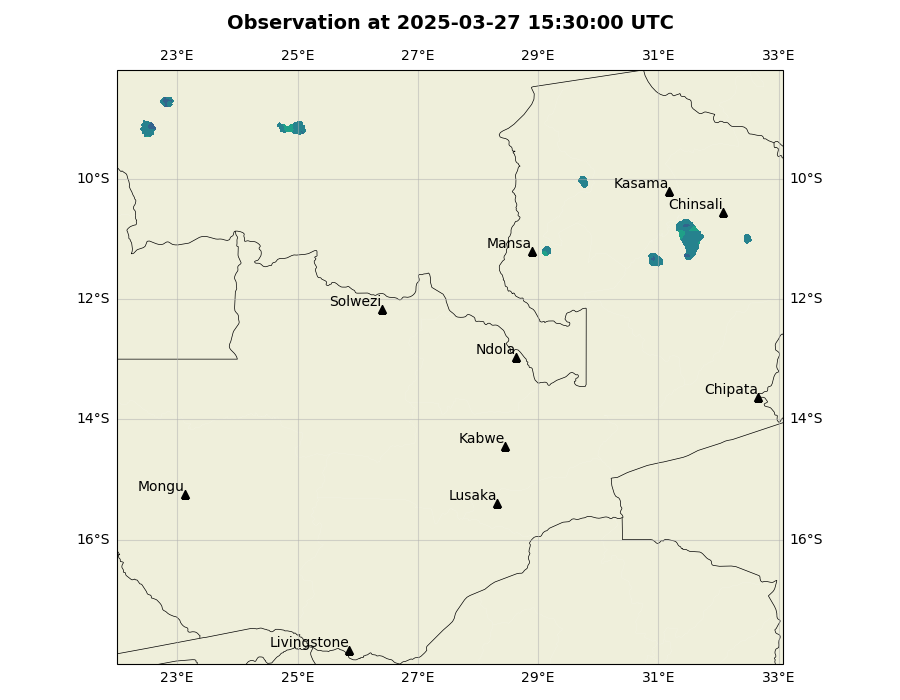 Observation at 2025-03-27 15:30:00 UTC
23°E 25°E 27°E 29°E 31°E 33°E
10°S 10°S
Kasama
Chinsali
Mansa
12°S 12°S
Solwezi
Ndola
Chipata
14°S 14°S
Kabwe
Mongu
Lusaka
16°S 16°S
Livingstone
23°E 25°E 27°E 29°E 31°E 33°E